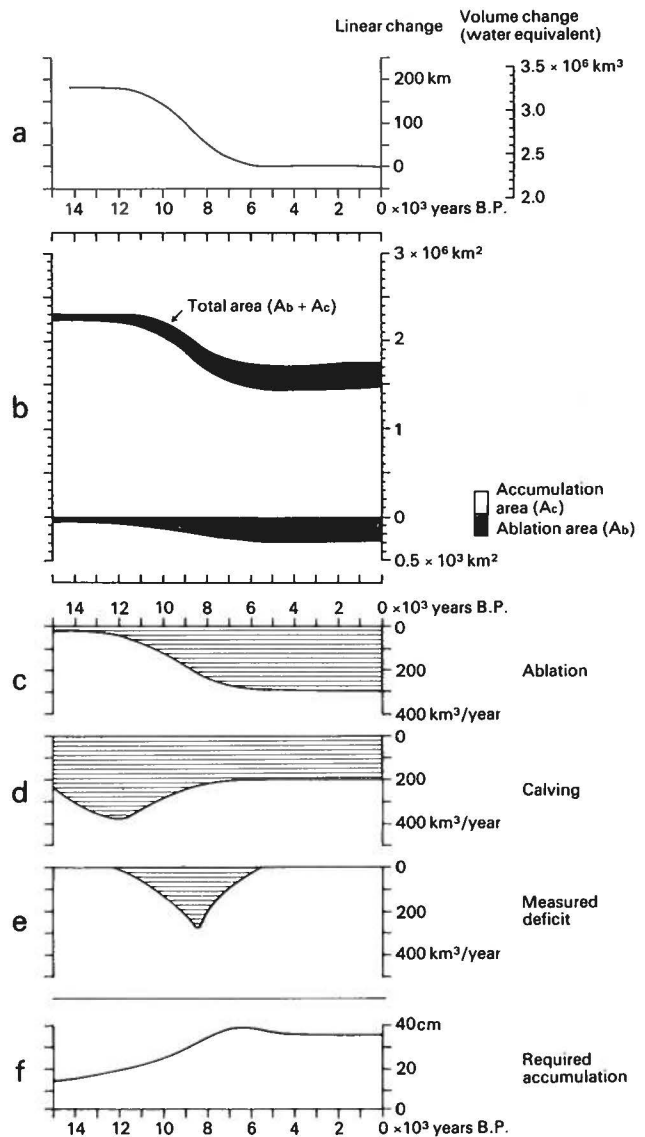 Linear change
Volume change
(water equivalent)
a
200 km
100
0
3.5 × 10⁶ km³
3.0
2.5
2.0
14 12 10 8 6 4 2 0 ×10³ years B.P.
b
Total area (Ab + Ac)
3 × 10⁶ km²
2
1
0
0.5 × 10³ km²
Accumulation
area (Ac)
Ablation area (Ab)
14 12 10 8 6 4 2 0 ×10³ years B.P.
c
0
200
400 km³/year
Ablation
d
0
200
400 km³/year
Calving
e
0
200
400 km³/year
Measured
deficit
f
40cm
20
0
Required
accumulation
14 12 10 8 6 4 2 0 ×10³ years B.P.